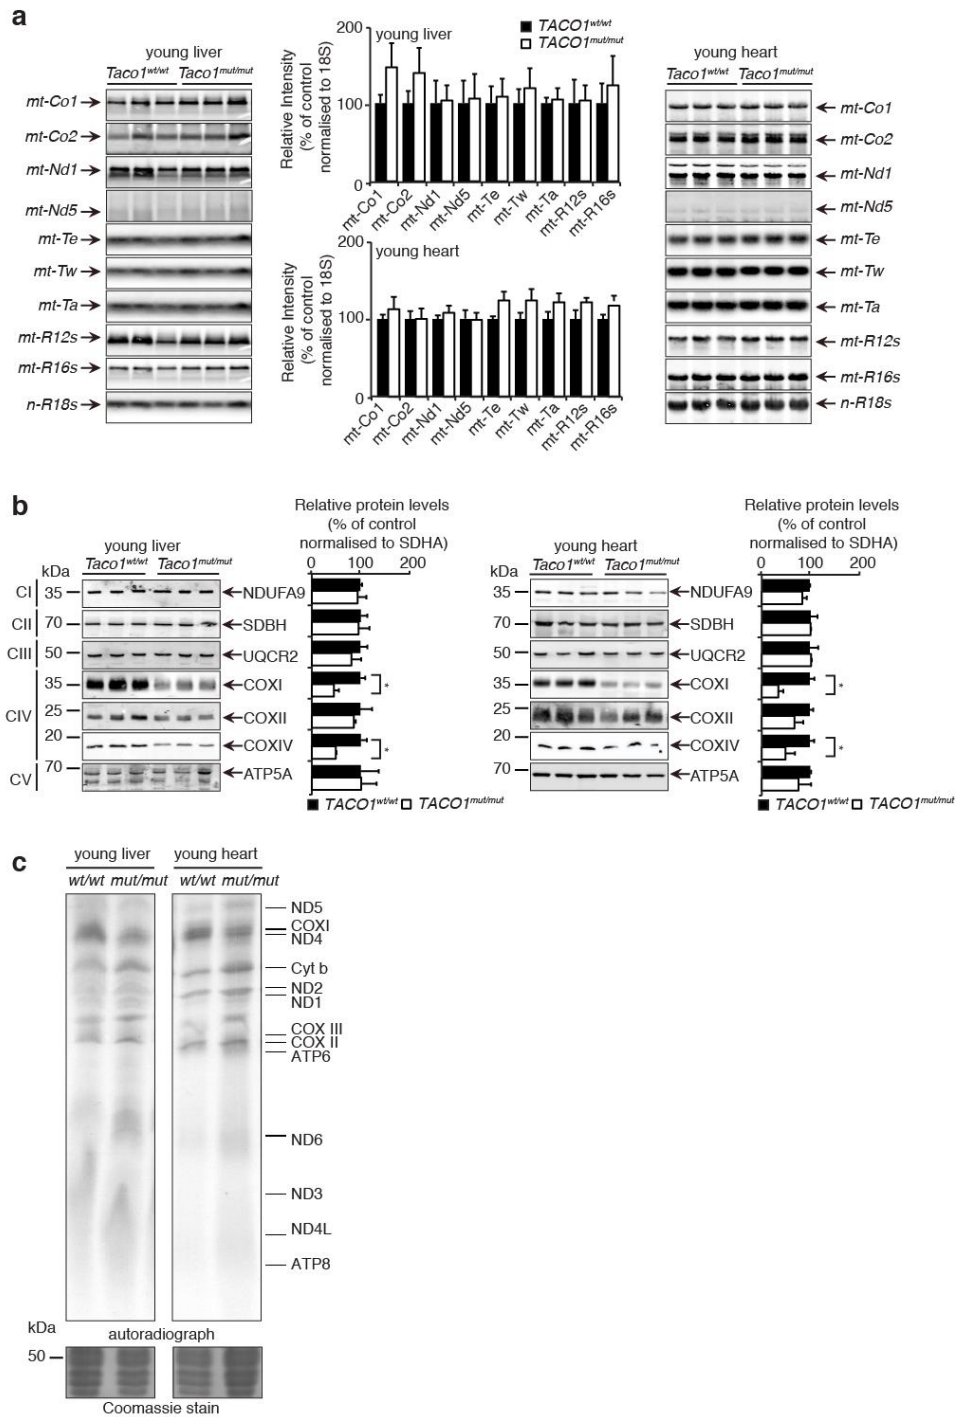 a
young liver
Taco1wt/wt Taco1mut/mut
mt-Co1
mt-Co2
mt-Nd1
mt-Nd5
mt-Te
mt-Tw
mt-Ta
mt-R12s
mt-R16s
n-R18s
Relative Intensity
(% of control
normalised to 18S)
200
100
0
young liver
TACO1wt/wt
TACO1mut/mut
mt-Co1
mt-Co2
mt-Nd1
mt-Nd5
mt-Te
mt-Tw
mt-Ta
mt-R12s
mt-R16s
Relative Intensity
(% of control
normalised to 18S)
200
100
0
young heart
mt-Co1
mt-Co2
mt-Nd1
mt-Nd5
mt-Te
mt-Tw
mt-Ta
mt-R12s
mt-R16s
young heart
Taco1wt/wt Taco1mut/mut
mt-Co1
mt-Co2
mt-Nd1
mt-Nd5
mt-Te
mt-Tw
mt-Ta
mt-R12s
mt-R16s
n-R18s
b
young liver
Taco1wt/wt Taco1mut/mut
kDa
Relative protein levels
(% of control
normalised to SDHA)
0 100 200
CI 35 NDUFA9
CII 70 SDBH
CIII 50 UQCR2
CIV 35 COXI *
25 COXII
20 COXIV *
CV 70 ATP5A
TACO1wt/wt TACO1mut/mut
young heart
Taco1wt/wt Taco1mut/mut
kDa
Relative protein levels
(% of control
normalised to SDHA)
0 100 200
35 NDUFA9
70 SDBH
50 UQCR2
35 COXI *
25 COXII
20 COXIV *
70 ATP5A
TACO1wt/wt TACO1mut/mut
c
young liver young heart
wt/wt mut/mut wt/wt mut/mut
ND5
COXI
ND4
Cyt b
ND2
ND1
COX III
COX II
ATP6
ND6
ND3
ND4L
ATP8
kDa
autoradiograph
50
Coomassie stain